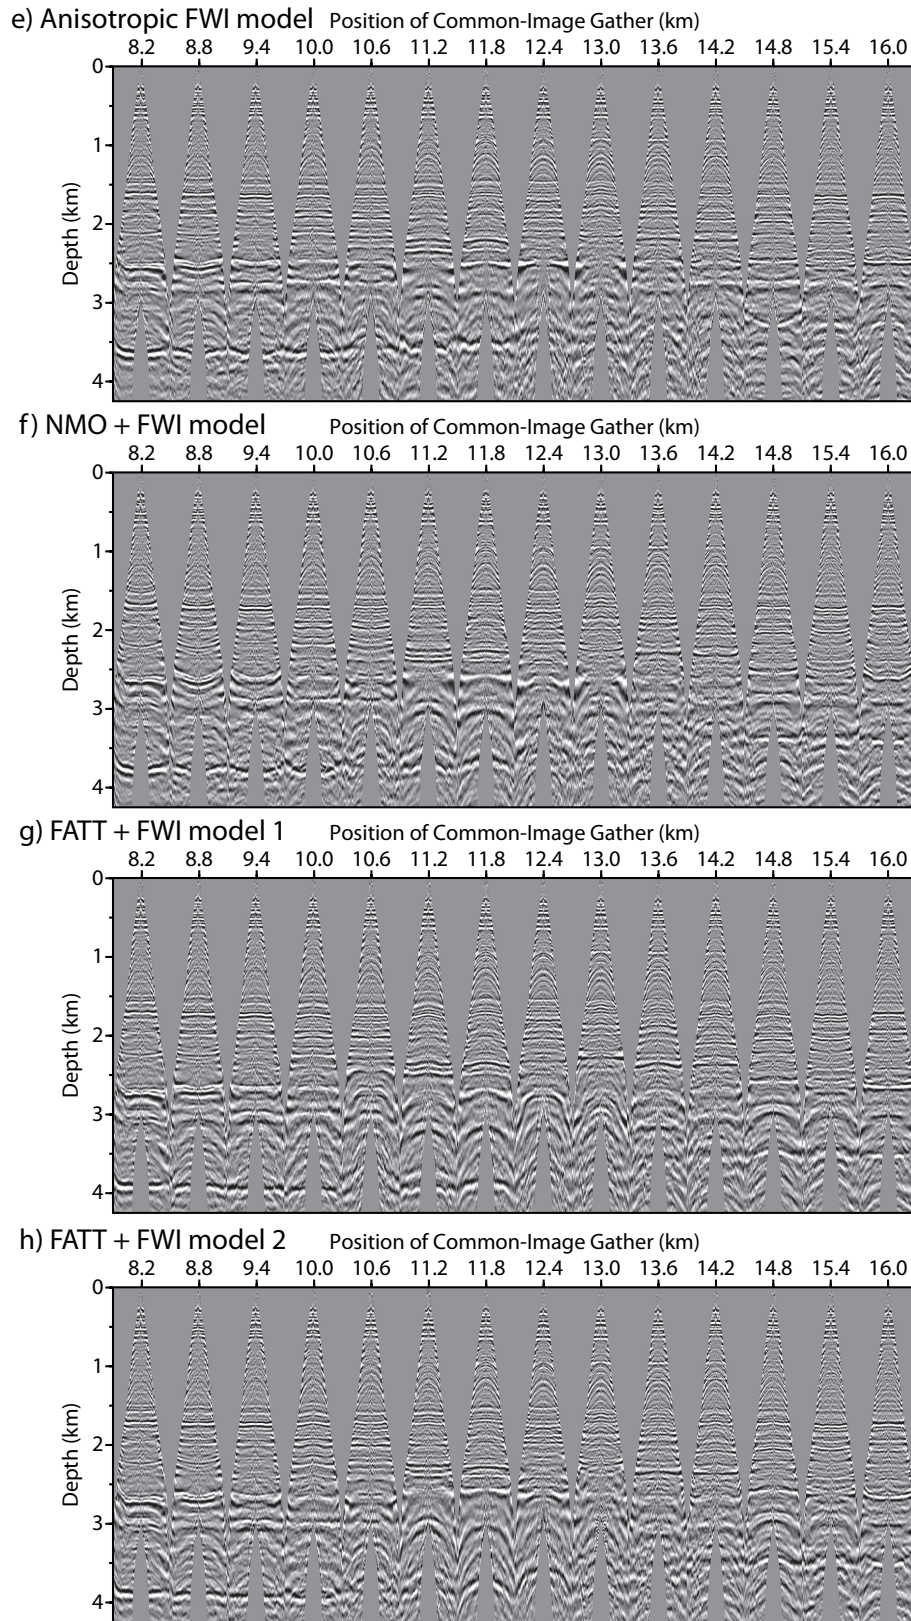 e) Anisotropic FWI model Position of Common-Image Gather (km)
8.2 8.8 9.4 10.0 10.6 11.2 11.8 12.4 13.0 13.6 14.2 14.8 15.4 16.0
0
1
2
3
4
Depth (km)
f) NMO + FWI model Position of Common-Image Gather (km)
8.2 8.8 9.4 10.0 10.6 11.2 11.8 12.4 13.0 13.6 14.2 14.8 15.4 16.0
0
1
2
3
4
Depth (km)
g) FATT + FWI model 1 Position of Common-Image Gather (km)
8.2 8.8 9.4 10.0 10.6 11.2 11.8 12.4 13.0 13.6 14.2 14.8 15.4 16.0
0
1
2
3
4
Depth (km)
h) FATT + FWI model 2 Position of Common-Image Gather (km)
8.2 8.8 9.4 10.0 10.6 11.2 11.8 12.4 13.0 13.6 14.2 14.8 15.4 16.0
0
1
2
3
4
Depth (km)